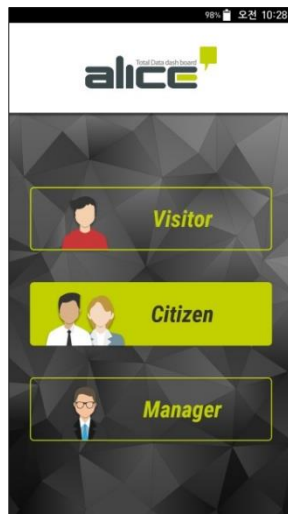 98% 오전 10:28
Total Data dash board
alice
Visitor
Citizen
Manager